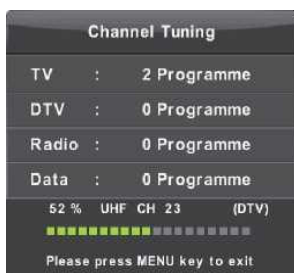 Channel Tuning
TV : 2 Programme
DTV : 0 Programme
Radio : 0 Programme
Data : 0 Programme
52 % UHF CH 23 (DTV)
Please press MENU key to exit